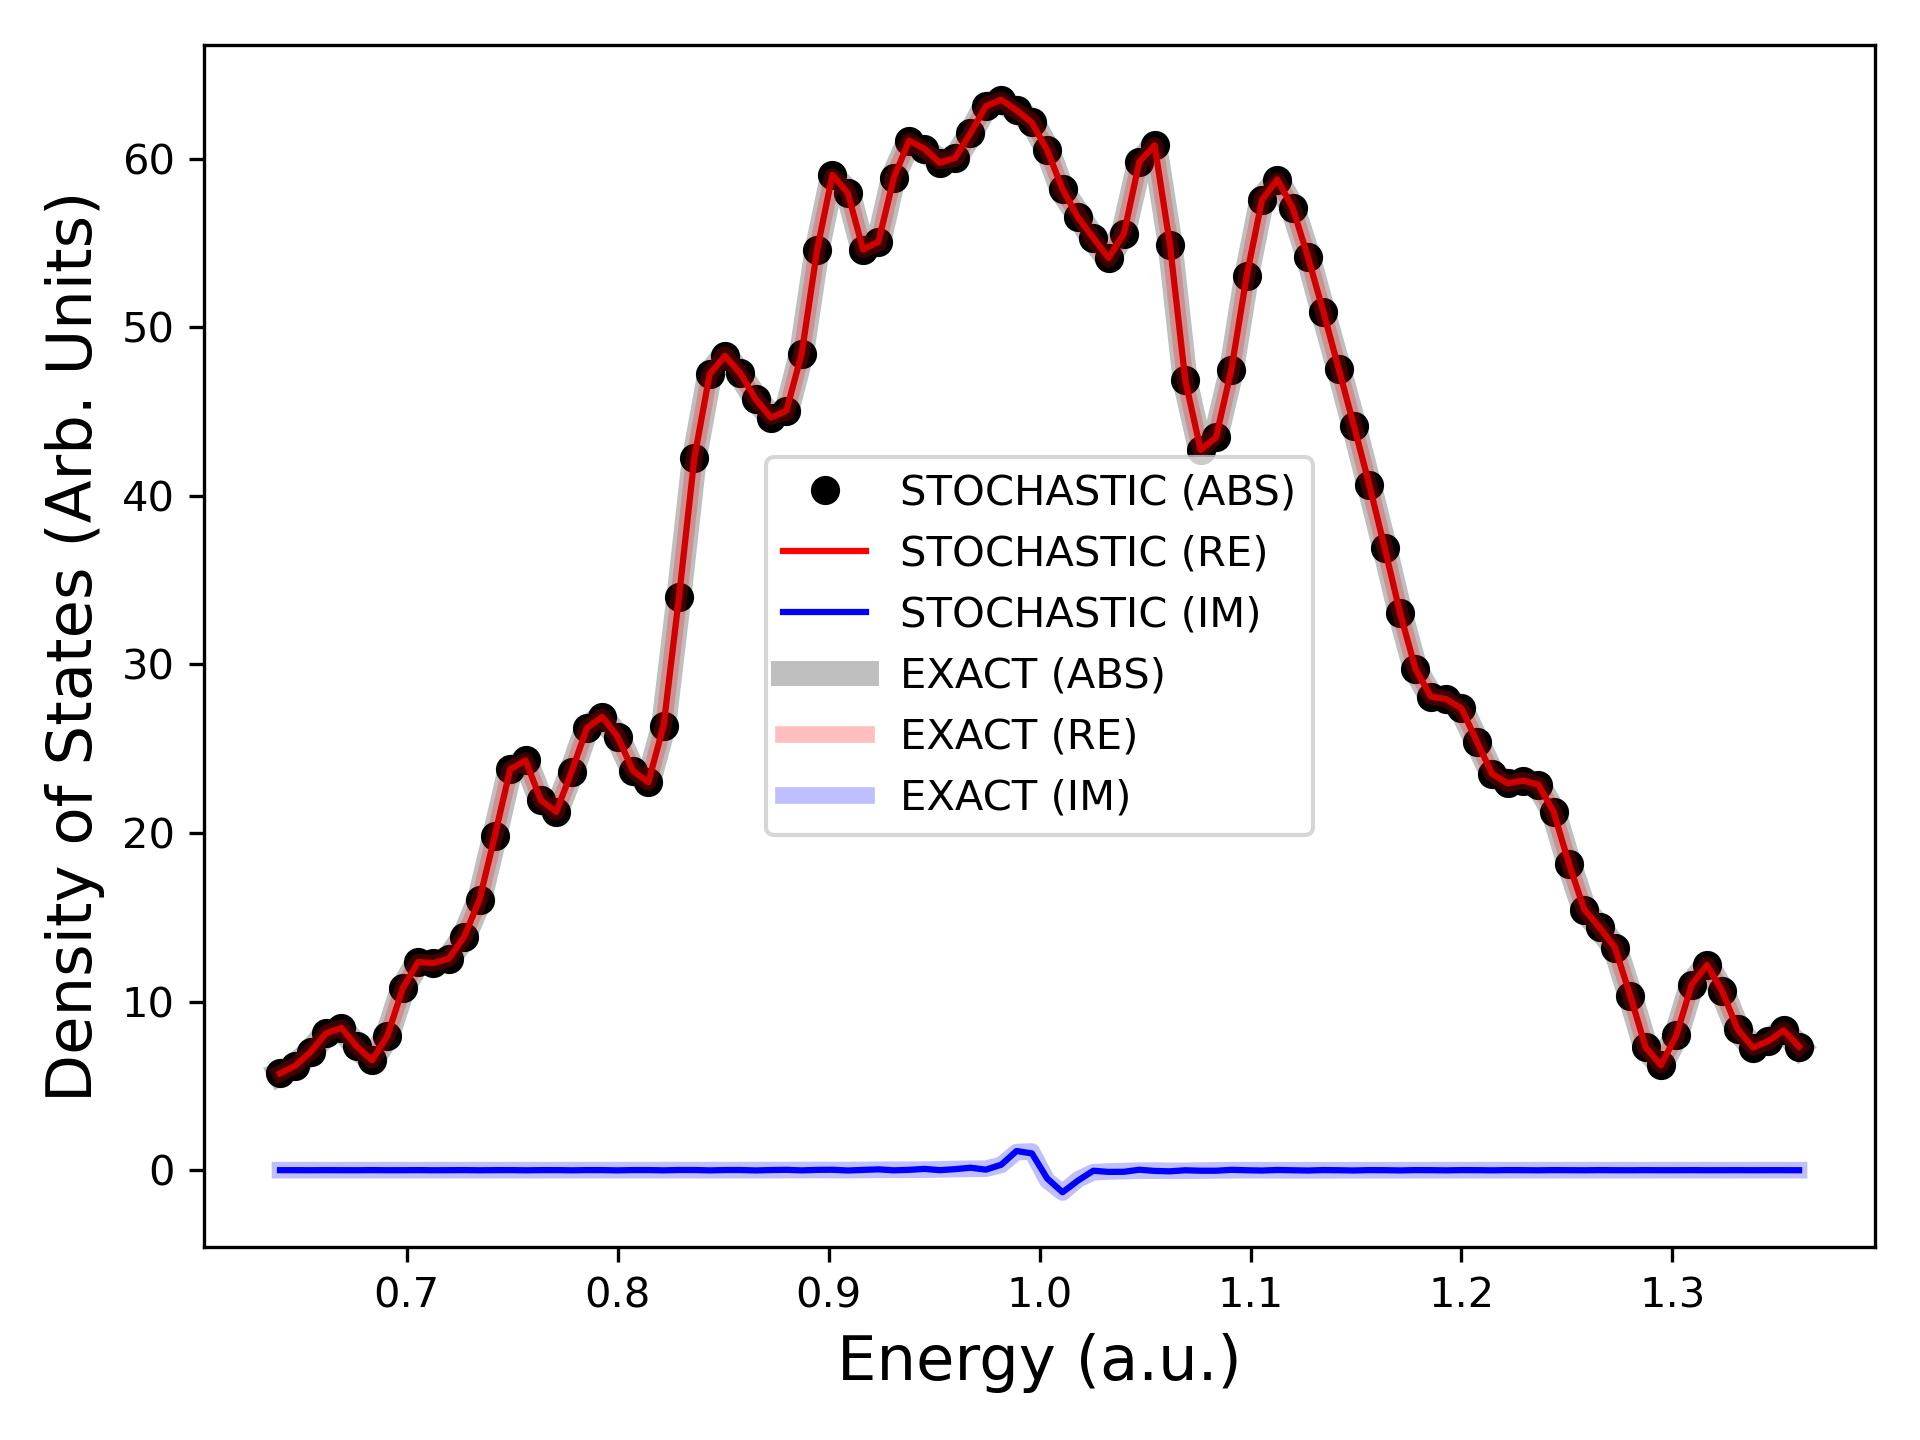 Density of States (Arb. Units)
60
50
40
30
20
10
0
STOCHASTIC (ABS)
STOCHASTIC (RE)
STOCHASTIC (IM)
EXACT (ABS)
EXACT (RE)
EXACT (IM)
0.7 0.8 0.9 1.0 1.1 1.2 1.3
Energy (a.u.)